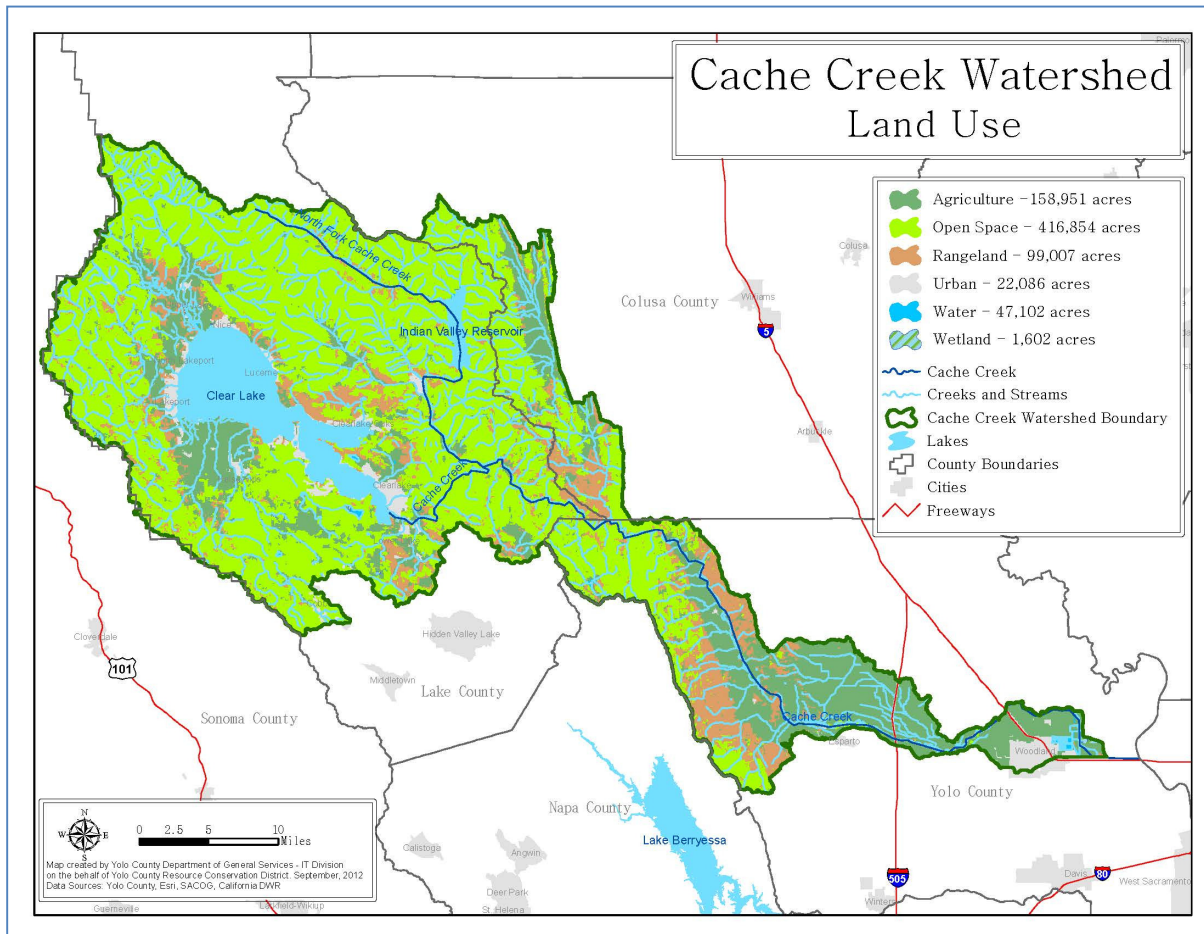 Cache Creek Watershed
Land Use
Agriculture - 158,951 acres
Open Space - 416,854 acres
Rangeland - 99,007 acres
Urban - 22,086 acres
Water - 47,102 acres
Wetland - 1,602 acres
Cache Creek
Creeks and Streams
Cache Creek Watershed Boundary
Lakes
County Boundaries
Cities
Freeways
North Fork Cache Creek
Colusa
Colusa County
Williams
5
Indian Valley Reservoir
Nice
Lucerne
Clear Lake
Arbuckle
Clearlake
Cache Creek
Cloverdale
101
Hidden Valley Lake
Middletown
Lake County
Sonoma County
Cache Creek
Esparto
Woodland
Yolo County
Napa County
Lake Berryessa
Calistoga
Angwin
Deer Park
St. Helena
505
Winters
Davis
80
West Sacramento
Guerneville
Larkfield-Wikiup
N
W E
S
0 2.5 5 10
Miles
Map created by Yolo County Department of General Services - IT Division
on the behalf of Yolo County Resource Conservation District. September, 2012
Data Sources: Yolo County, Esri, SACOG, California DWR